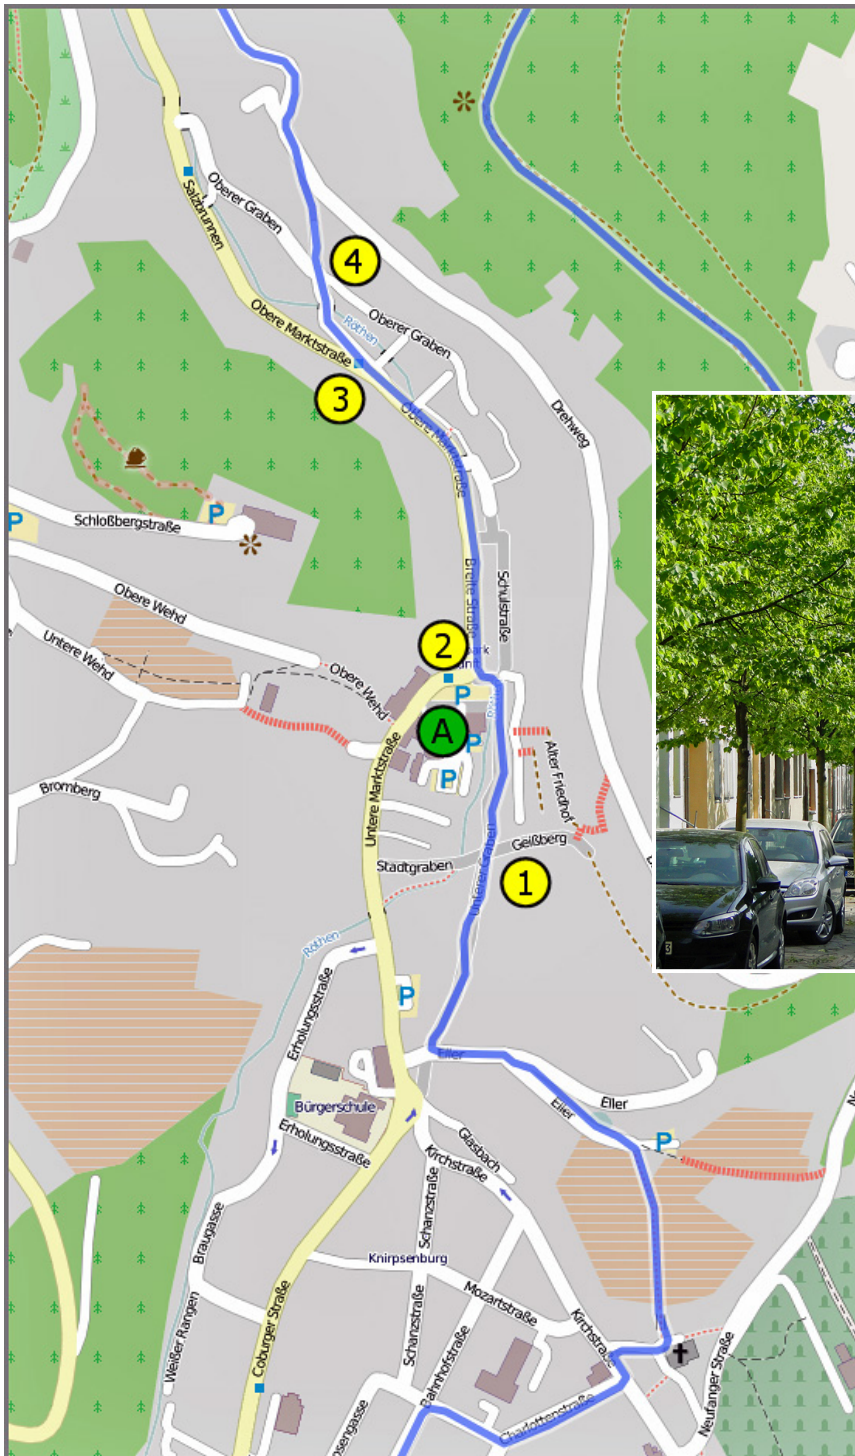 Salzbrunnen
Oberer Graben
4
Oberer Graben
Röthen
Obere Marktstraße
3
Obere Marktstraße
Drehweg
P
P
Schloßbergstraße
Obere Wehd
Breite Straße
Schulstraße
Untere Wehd
2
Obere Wehd
P
A
P
P
Alter Friedhof
Bromberg
Untere Marktstraße
Stadtgraben
Geißberg
Unterer Graben
1
Röthen
P
Erholungsstraße
Eller
Eller
Eller
Bürgerschule
Erholungsstraße
P
Glasbach
Kirchstraße
Schanzstraße
Braugasse
Knirpsenburg
Mozartstraße
Weißer Rangen
Coburger Straße
Schanzstraße
Bahnhofstraße
Kirchstraße
Neufanger Straße
Charlottenstraße